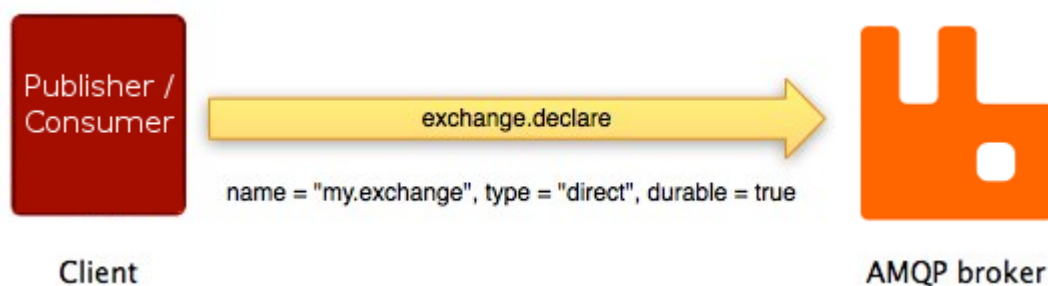 Publisher /
Consumer
exchange.declare
name = "my.exchange", type = "direct", durable = true
Client
AMQP broker